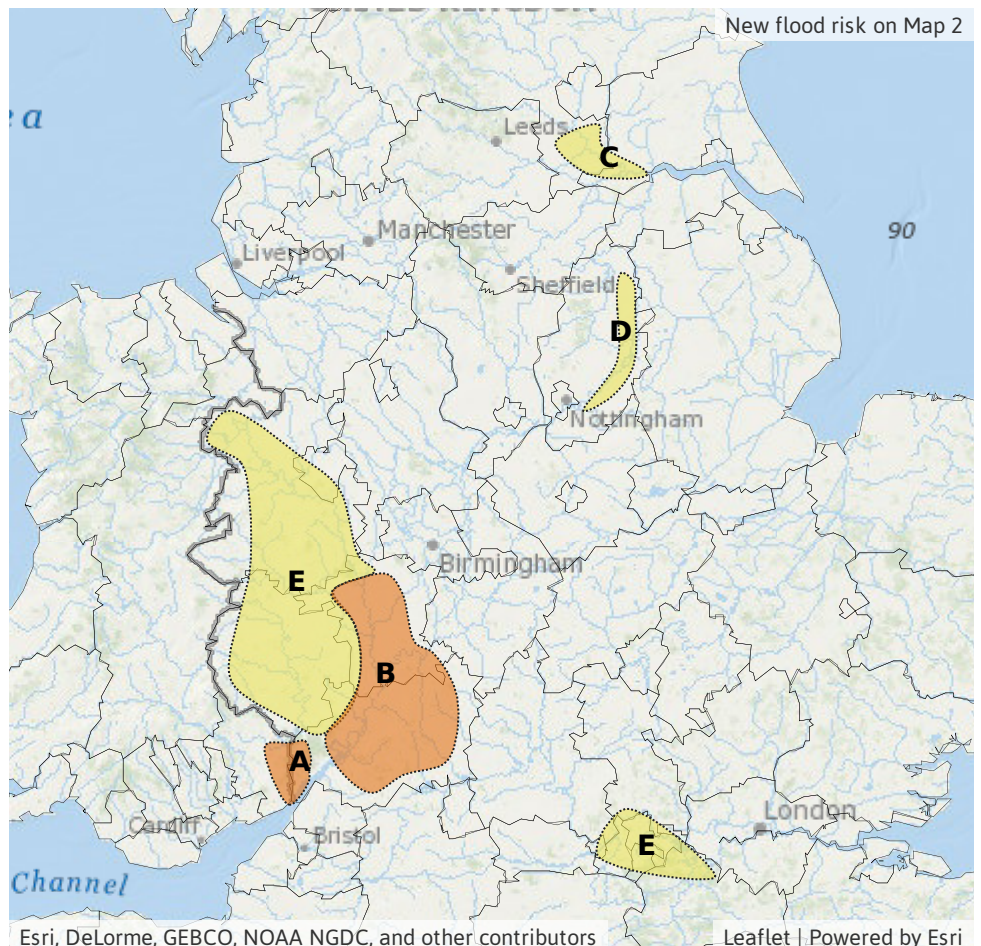 New flood risk on Map 2
e a
Leeds
C
Manchester
90
Liverpool
Sheffield
D
Nottingham
Birmingham
E
B
A
London
Cardiff
Bristol
E
Channel
Esri, DeLorme, GEBCO, NOAA NGDC, and other contributors
Leaflet | Powered by Esri